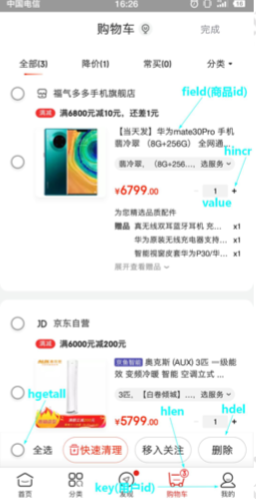 中国电信 16:26
购物车
完成
全部(3) 降价(1) 常买(0) 分类
福气多多手机旗舰店
field(商品id)
满减 满6800元减10元，还差1元
【当天发】华为mate30Pro 手机
翡冷翠 （8G+256G） 全网通...
翡冷翠，（8G+256...，选服务
hincr
¥6799.00 - 1 +
value
为您精选品质配件
赠品 真无线双耳蓝牙耳机 充... x1
华为原装无线充电器支持... x1
智能视窗皮套华为P30/华... x1
展开查看赠品
JD 京东自营
满减 满6000元减200元
奥克斯 (AUX) 3匹 一级能
效 变频冷暖 智能 空调立式 ...
3匹，【白卷倾城】...，选服务
hgetall
¥5799.00 - 1 +
hlen
hdel
全选 快速清理 移入关注 删除
3
首页 分类 发现 购物车 我的
key(用户id)